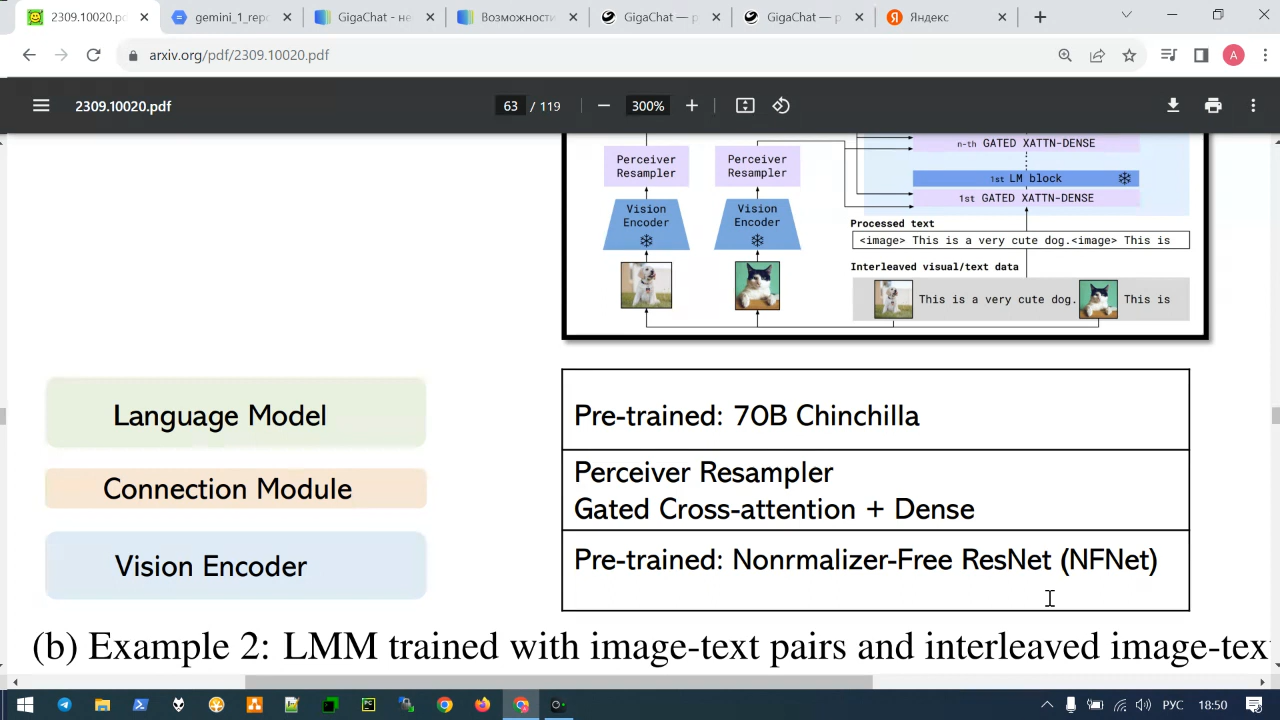 2309.10020.pdf
gemini_1_repo
GigaChat - не
Возможности
GigaChat — р
GigaChat — р
Яндекс
arxiv.org/pdf/2309.10020.pdf
A
2309.10020.pdf
63 / 119
300%
n-th GATED XATTN-DENSE
Perceiver
Resampler
Perceiver
Resampler
1st LM block
1st GATED XATTN-DENSE
Vision
Encoder
Vision
Encoder
Processed text
<image> This is a very cute dog.<image> This is
Interleaved visual/text data
This is a very cute dog.
This is
Language Model
Pre-trained: 70B Chinchilla
Connection Module
Perceiver Resampler
Gated Cross-attention + Dense
Vision Encoder
Pre-trained: Nonrmalizer-Free ResNet (NFNet)
(b) Example 2: LMM trained with image-text pairs and interleaved image-tex
РУС
18:50